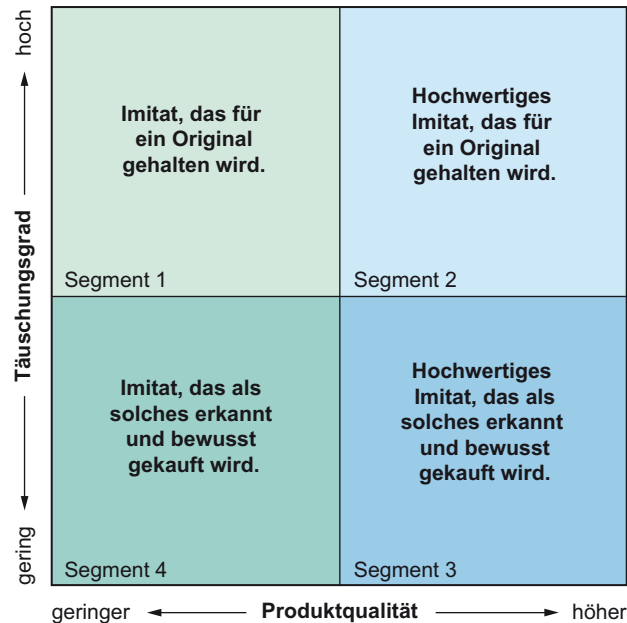 hoch
Täuschungsgrad
gering
Imitat, das für
ein Original
gehalten wird.
Segment 1
Hochwertiges
Imitat, das für
ein Original
gehalten wird.
Segment 2
Imitat, das als
solches erkannt
und bewusst
gekauft wird.
Segment 4
Hochwertiges
Imitat, das als
solches erkannt
und bewusst
gekauft wird.
Segment 3
geringer Produktqualität höher